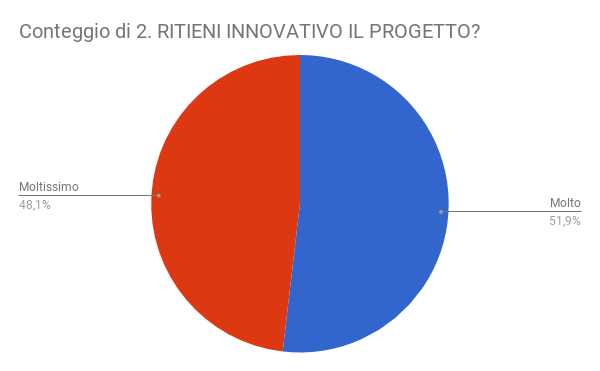 Conteggio di 2. RITIENI INNOVATIVO IL PROGETTO?
Moltissimo
48,1%
Molto
51,9%